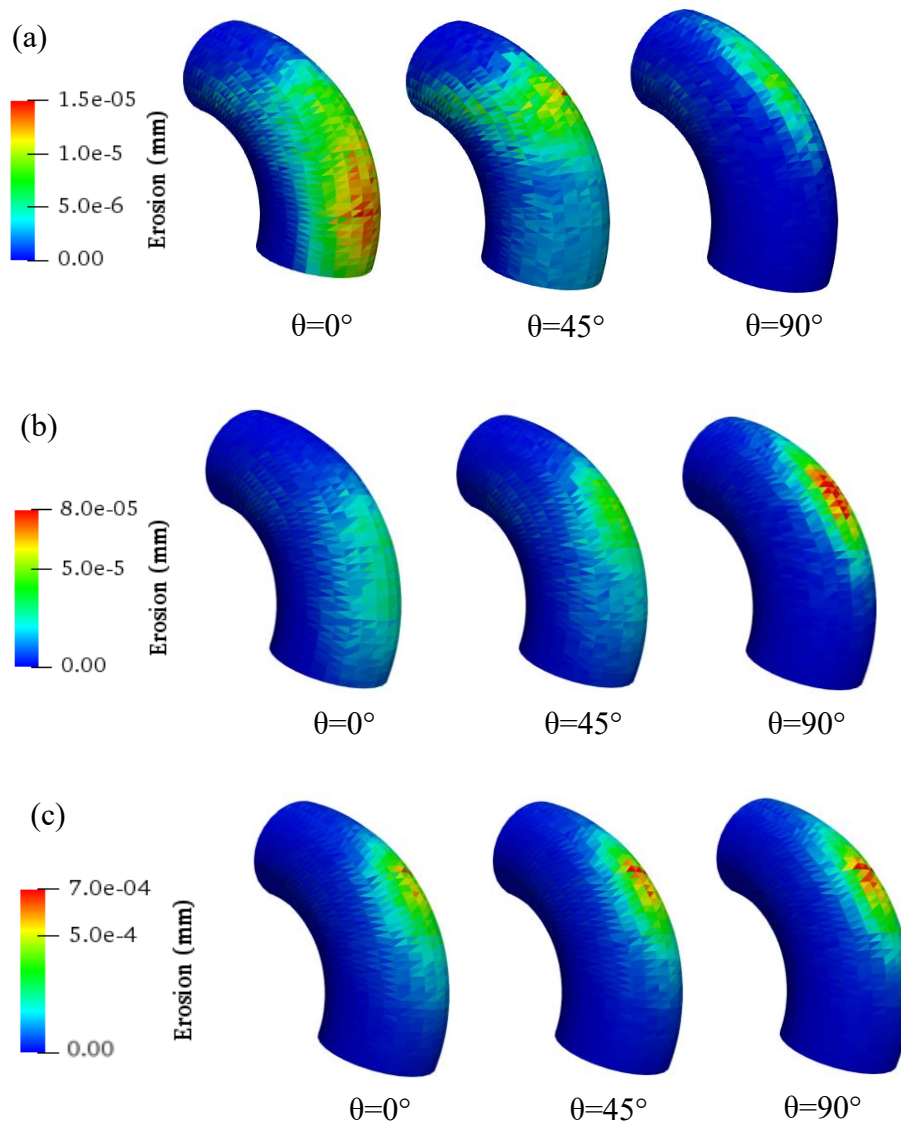 (a)
1.5e-05
1.0e-5
5.0e-6
0.00
Erosion (mm)
θ=0° θ=45° θ=90°
(b)
8.0e-05
5.0e-5
0.00
Erosion (mm)
θ=0° θ=45° θ=90°
(c)
7.0e-04
5.0e-4
0.00
Erosion (mm)
θ=0° θ=45° θ=90°